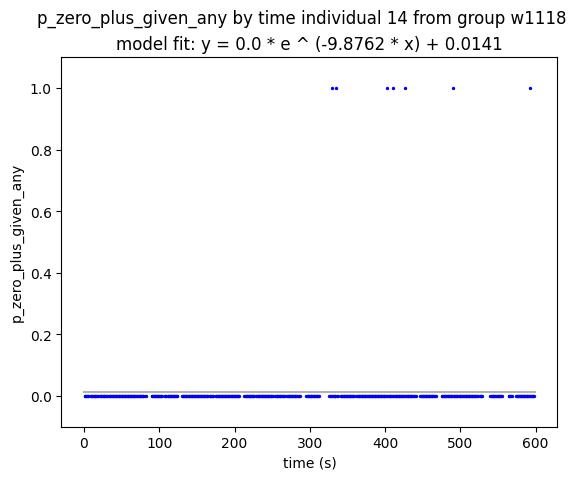 p_zero_plus_given_any by time individual 14 from group w1118
model fit: y = 0.0 * e ^ (-9.8762 * x) + 0.0141
1.0
0.8
0.6
0.4
0.2
0.0
p_zero_plus_given_any
0 100 200 300 400 500 600
time (s)